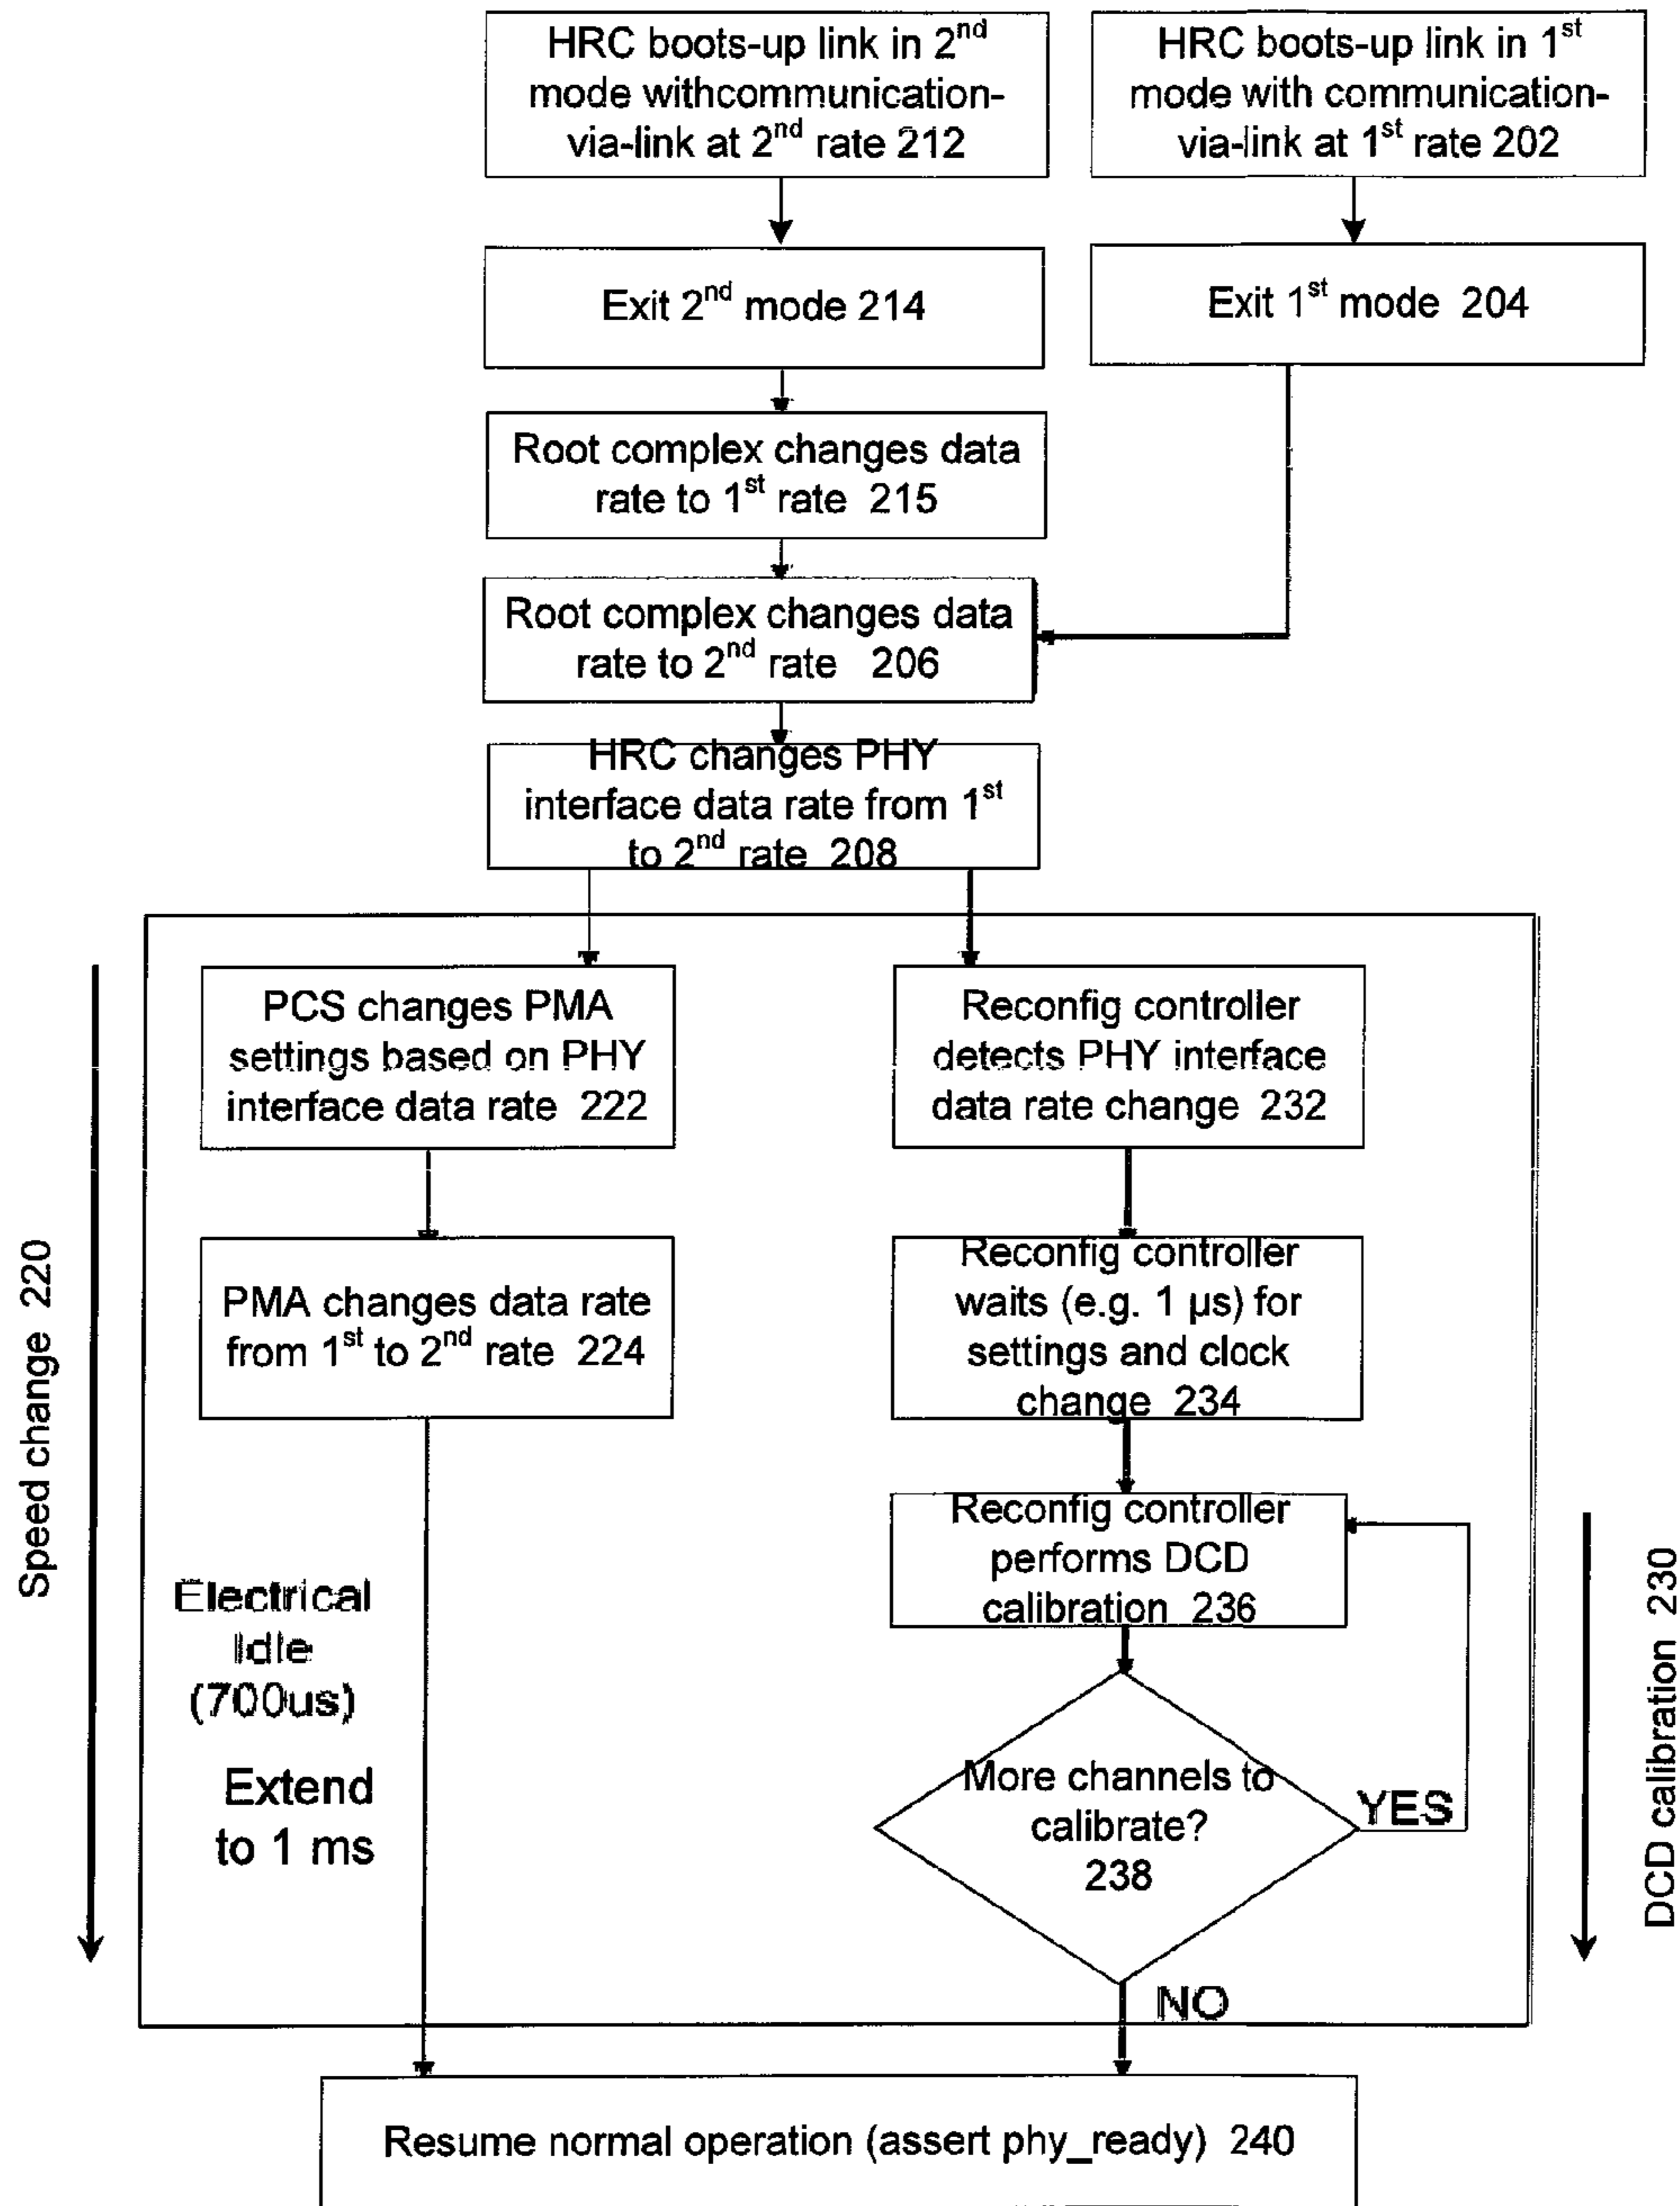 HRC boots-up link in 2nd
mode withcommunication-
via-link at 2nd rate 212
HRC boots-up link in 1st
mode with communication-
via-link at 1st rate 202
Exit 2nd mode 214
Exit 1st mode 204
Root complex changes data
rate to 1st rate 215
Root complex changes data
rate to 2nd rate 206
HRC changes PHY
interface data rate from 1st
to 2nd rate 208
PCS changes PMA
settings based on PHY
interface data rate 222
Reconfig controller
detects PHY interface
data rate change 232
Speed change 220
PMA changes data rate
from 1st to 2nd rate 224
Reconfig controller
waits (e.g. 1 µs) for
settings and clock
change 234
Reconfig controller
performs DCD
calibration 236
Electrical
Idle
(700us)
Extend
to 1 ms
More channels to
calibrate?
238
YES
DCD calibration 230
NO
Resume normal operation (assert phy_ready) 240